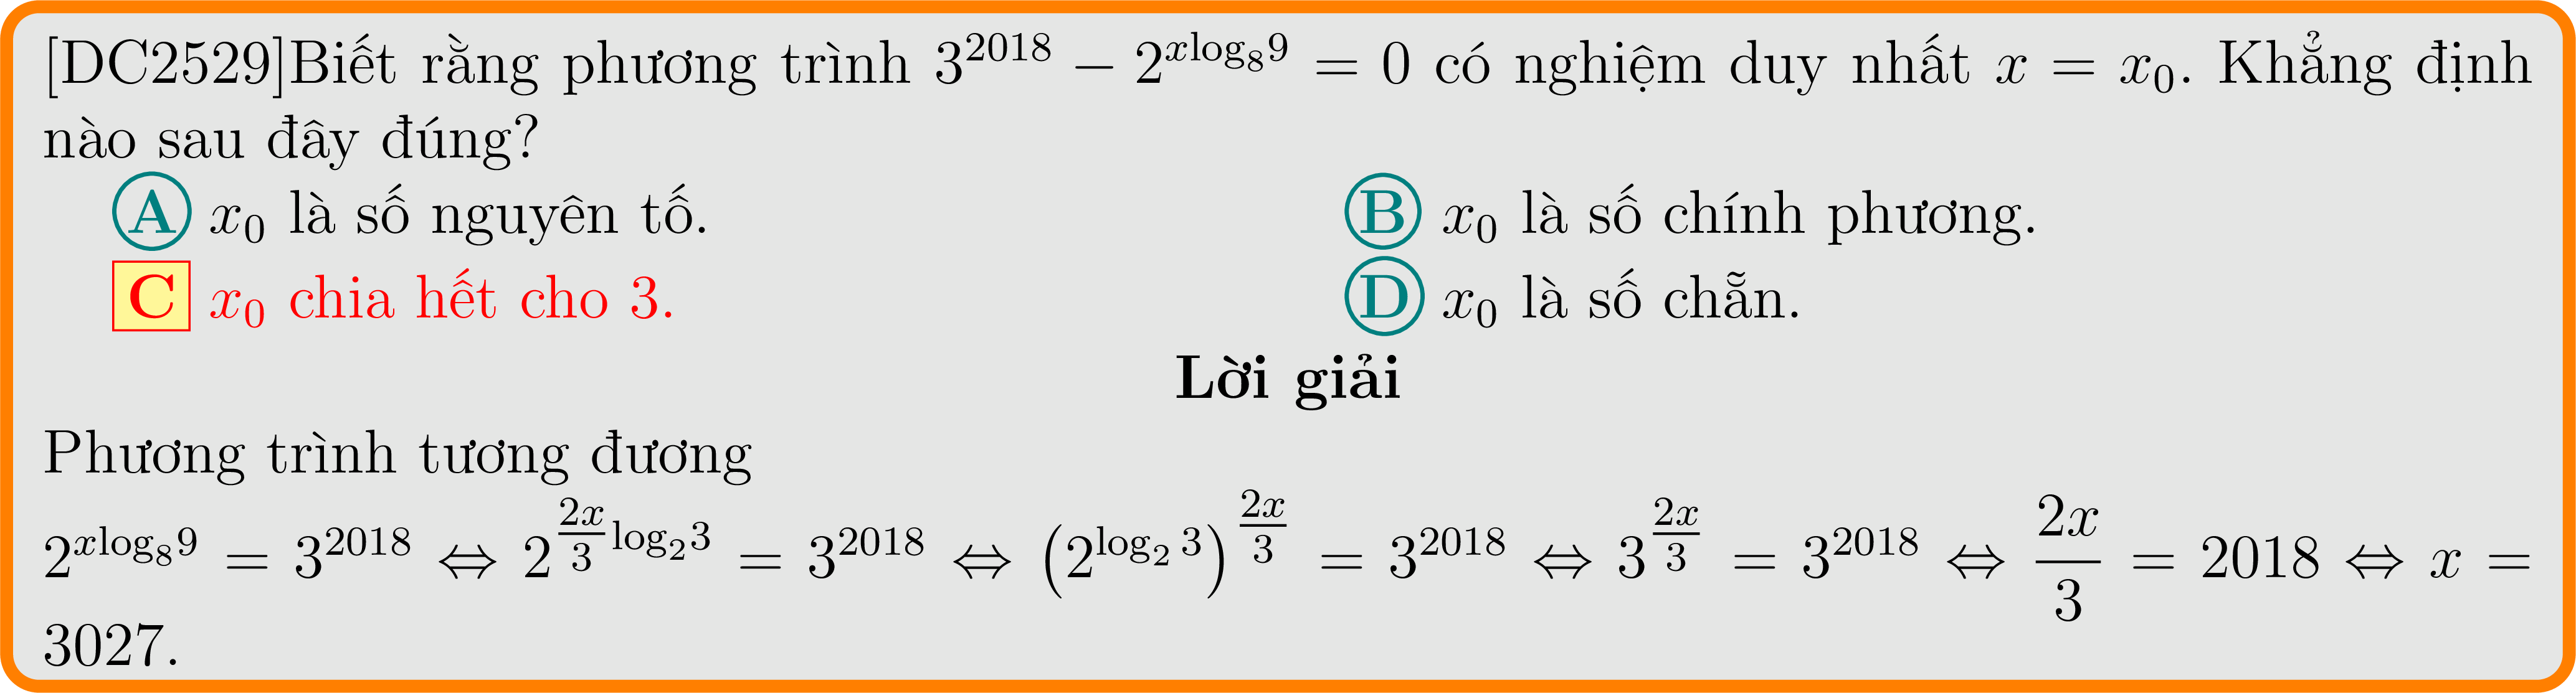 [DC2529]Biết rằng phương trình $3^{2018} - 2^{x\log_8 9} = 0$ có nghiệm duy nhất $x = x_0$. Khẳng định
nào sau đây đúng?
A $x_0$ là số nguyên tố. B $x_0$ là số chính phương.
C $x_0$ chia hết cho 3. D $x_0$ là số chẵn.
Lời giải
Phương trình tương đương
$2^{x\log_8 9} = 3^{2018} \Leftrightarrow 2^{\frac{2x}{3}\log_2 3} = 3^{2018} \Leftrightarrow \left(2^{\log_2 3}\right)^{\frac{2x}{3}} = 3^{2018} \Leftrightarrow 3^{\frac{2x}{3}} = 3^{2018} \Leftrightarrow \frac{2x}{3} = 2018 \Leftrightarrow x =$
3027.